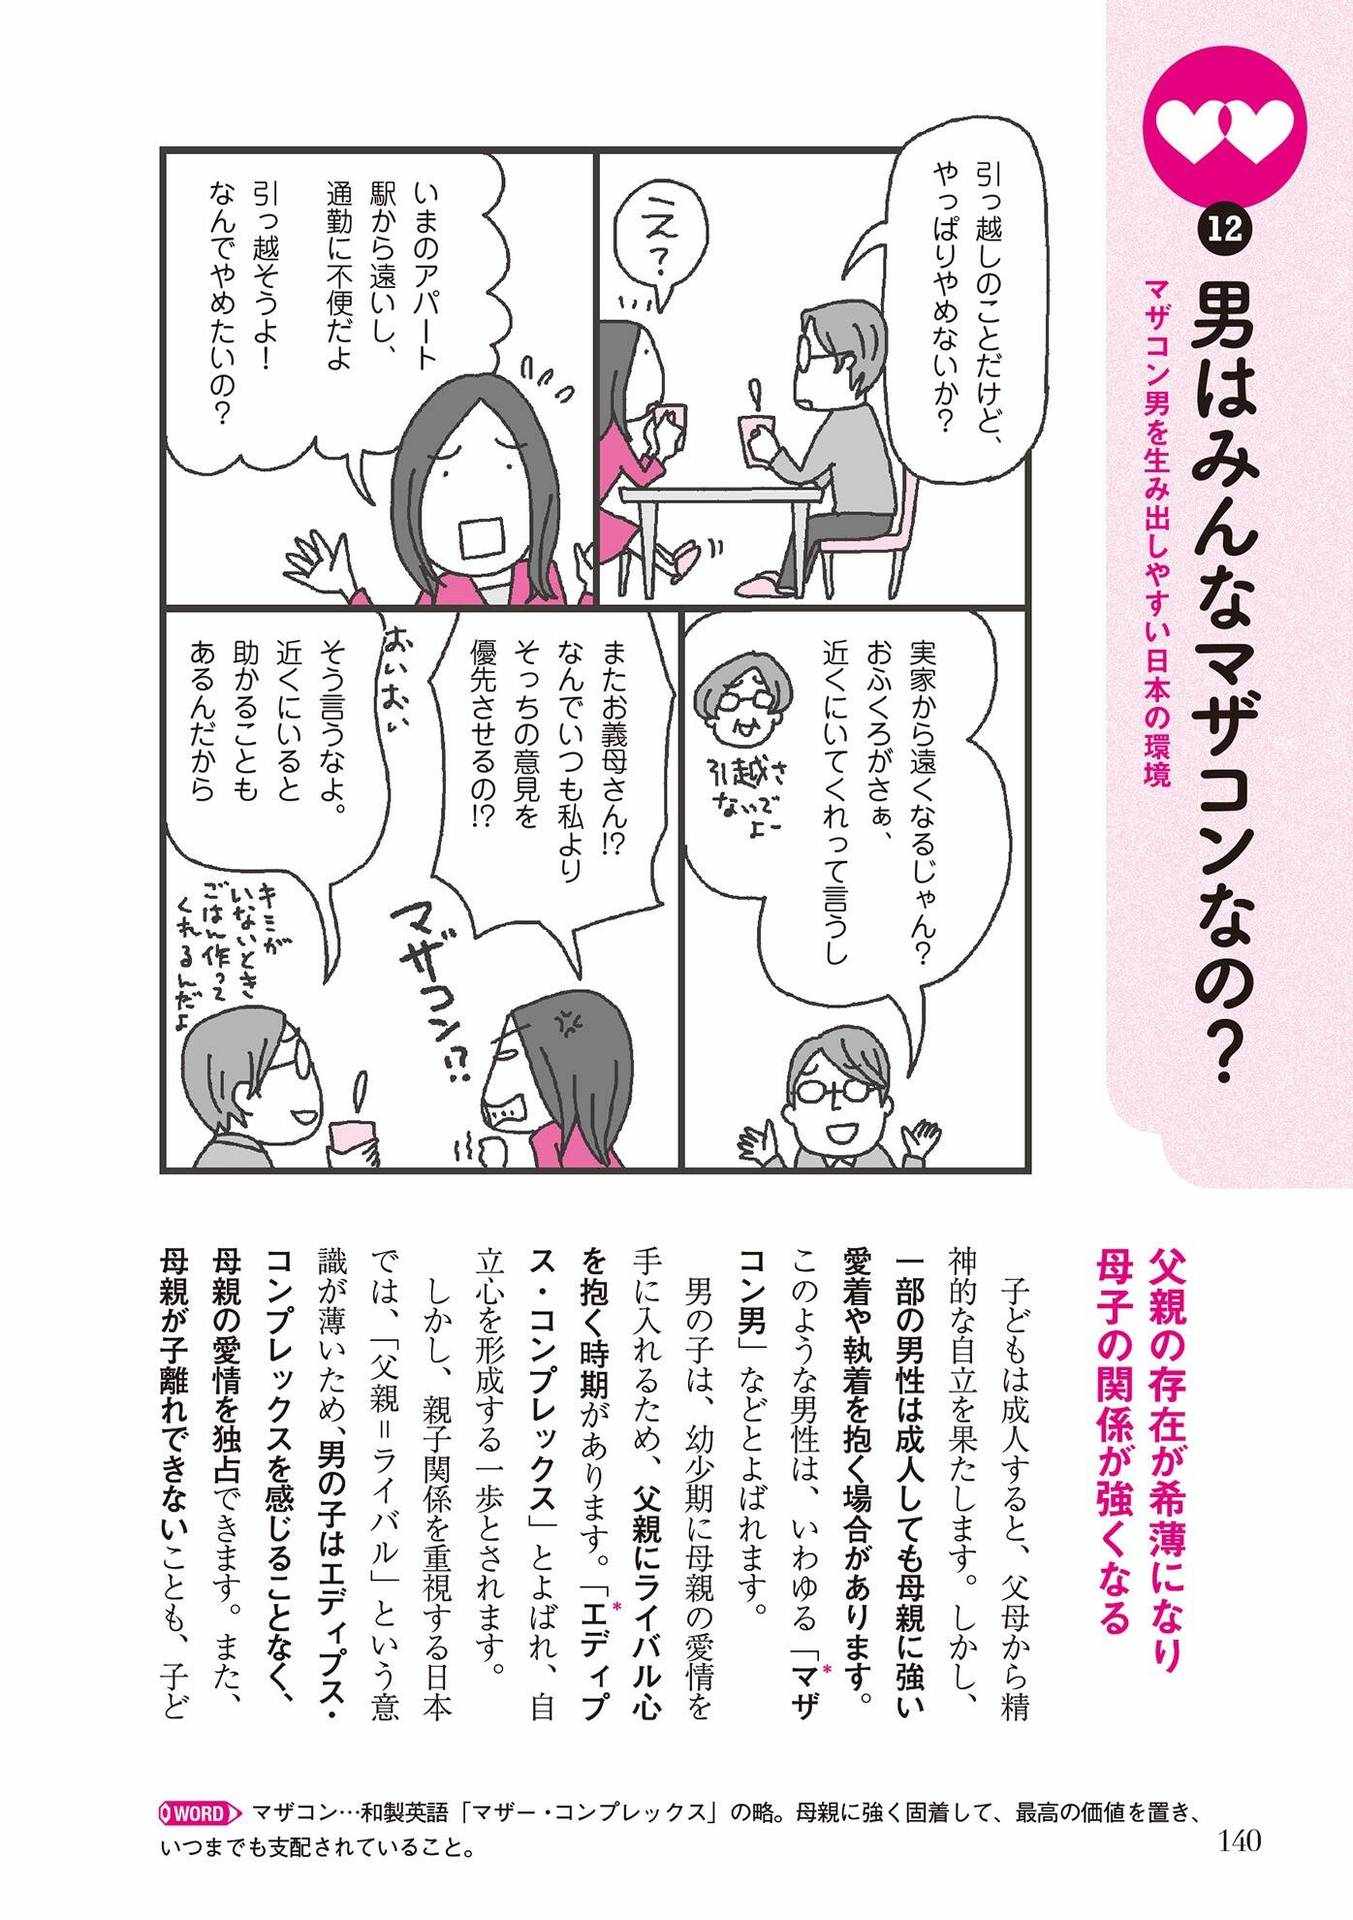 12
男はみんなマザコンなの？
マザコン男を生み出しやすい日本の環境
引っ越しのことだけど、
やっぱりやめないか？
え？
いまのアパート
駅から遠いし、
通勤に不便だよ
引っ越そうよ！
なんでやめたいの？
実家から遠くなるじゃん？
おふくろがさぁ、
近くにいてくれって言うし
引越さ
ないで
よー
またお義母さん!?
なんでいつも私より
そっちの意見を
優先させるの!?
マザコン!?
おいおい
そう言うなよ。
近くにいると
助かることも
あるんだから
キミが
いないとき
ごはん作って
くれるんだよ
父親の存在が希薄になり
母子の関係が強くなる
子どもは成人すると、父母から精
神的な自立を果たします。しかし、
一部の男性は成人しても母親に強い
愛着や執着を抱く場合があります。
このような男性は、いわゆる「マザ*
コン男」などとよばれます。
男の子は、幼少期に母親の愛情を
手に入れるため、父親にライバル心
を抱く時期があります。「エディプ*
ス・コンプレックス」とよばれ、自
立心を形成する一歩とされます。
しかし、親子関係を重視する日本
では、「父親＝ライバル」という意
識が薄いため、男の子はエディプス・
コンプレックスを感じることなく、
母親の愛情を独占できます。また、
母親が子離れできないことも、子ど
WORD マザコン…和製英語「マザー・コンプレックス」の略。母親に強く固着して、最高の価値を置き、
いつまでも支配されていること。
140